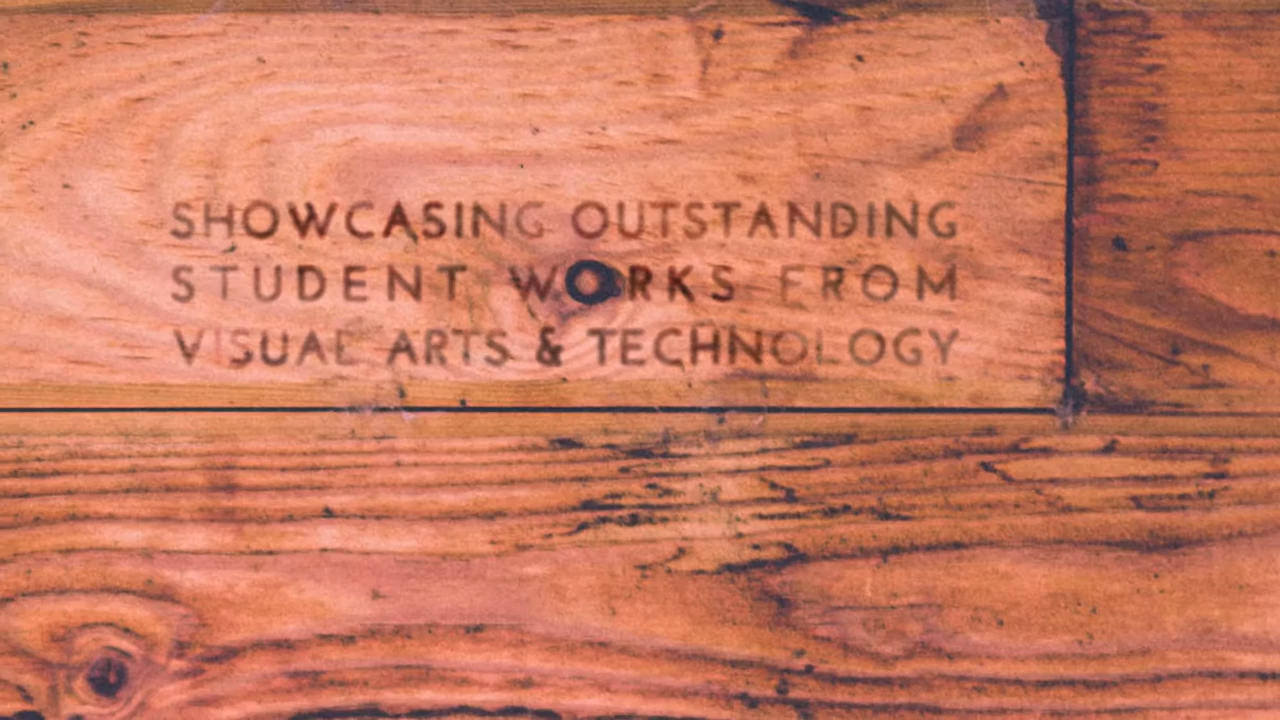 SHOWCASING OUTSTANDING
STUDENT WORKS FROM
VISUAL ARTS & TECHNOLOGY